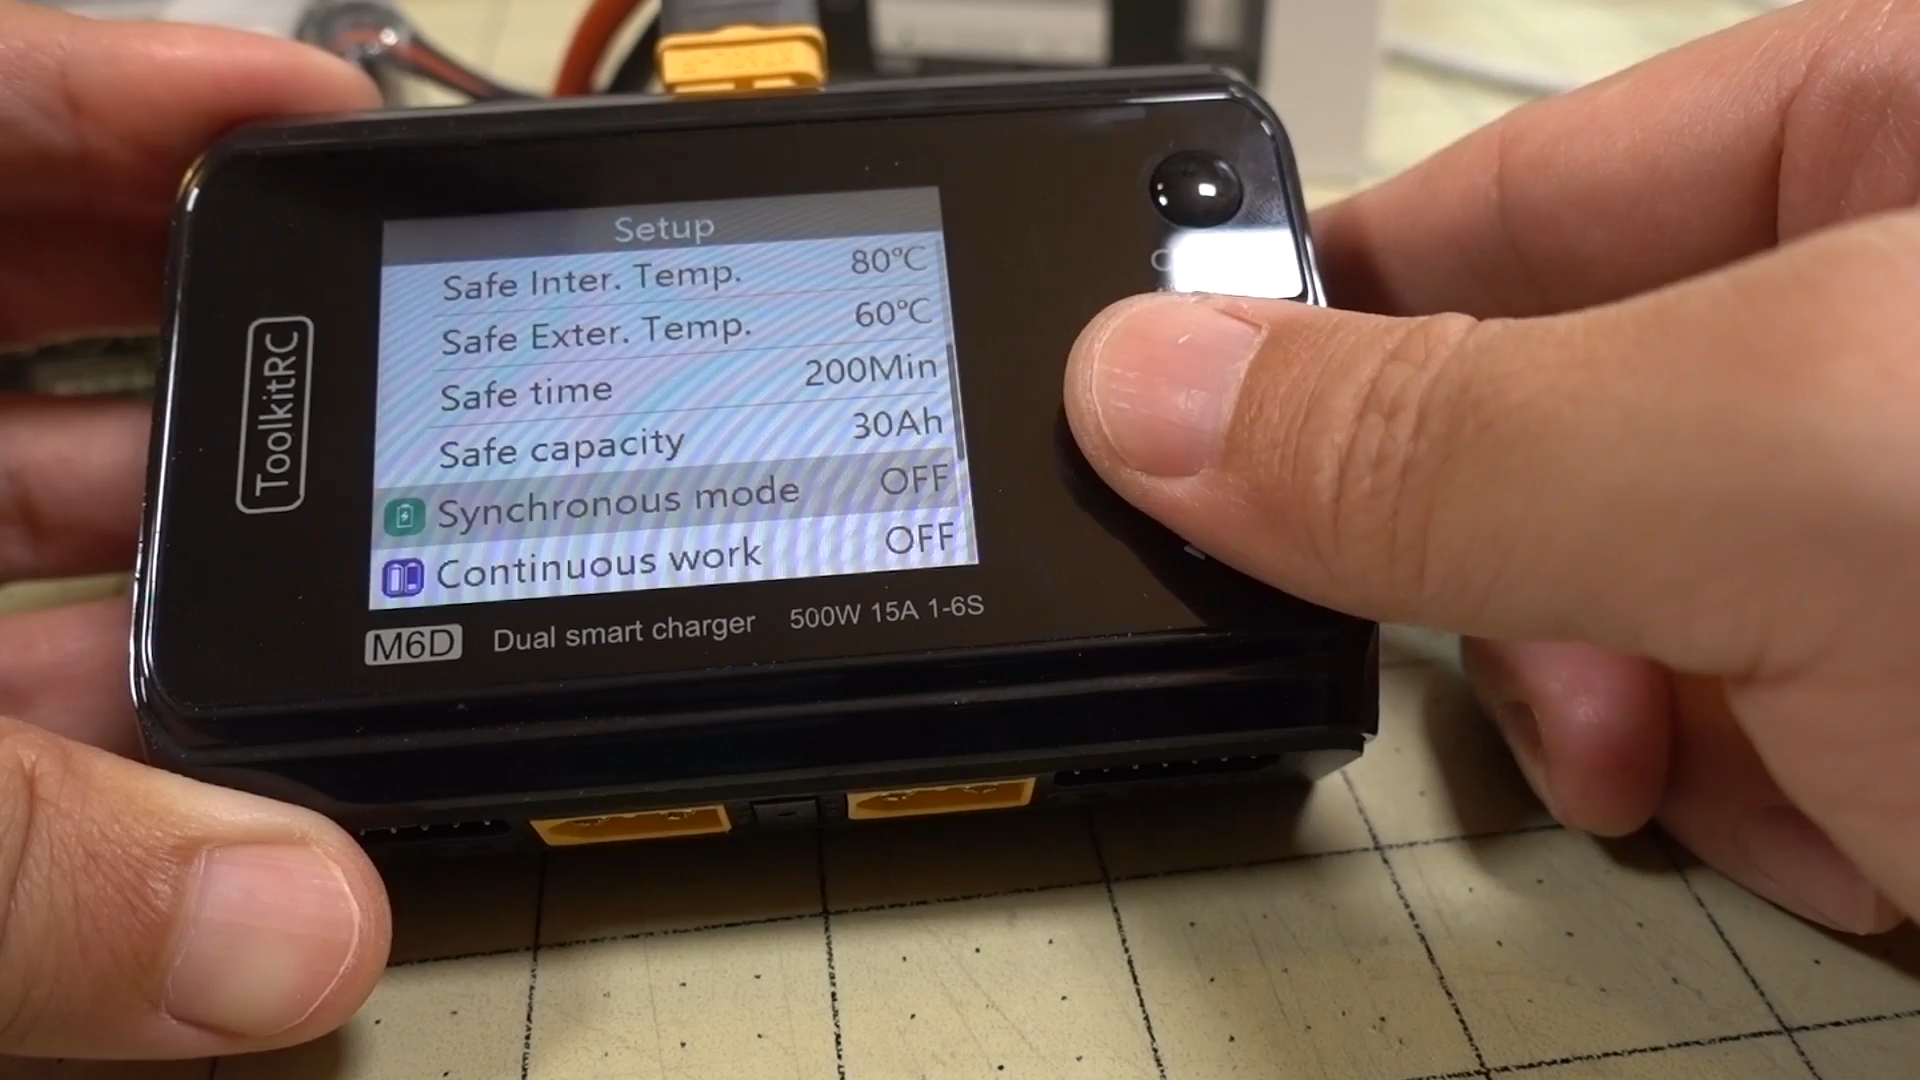 Setup
Safe Inter. Temp. 80°C
Safe Exter. Temp. 60°C
Safe time 200Min
Safe capacity 30Ah
Synchronous mode OFF
Continuous work OFF
ToolkitRC
M6D Dual smart charger 500W 15A 1-6S